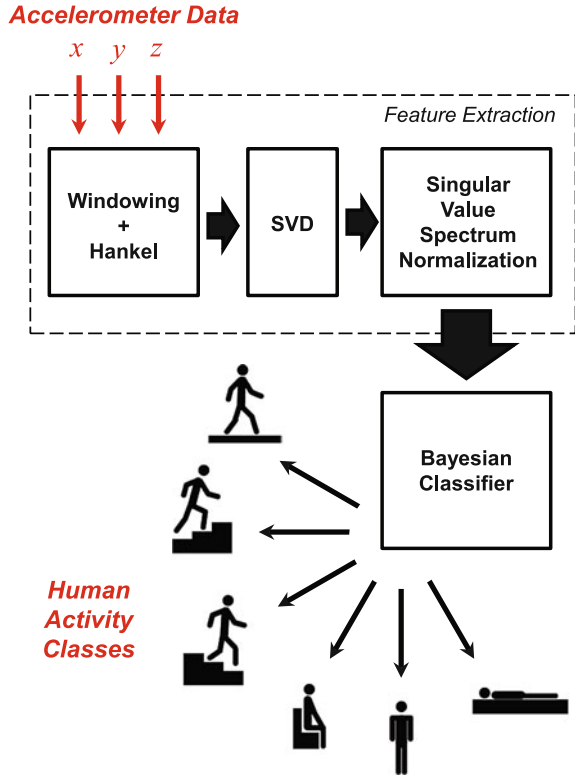 Accelerometer Data
x y z
Feature Extraction
Windowing
+
Hankel
SVD
Singular
Value
Spectrum
Normalization
Bayesian
Classifier
Human
Activity
Classes